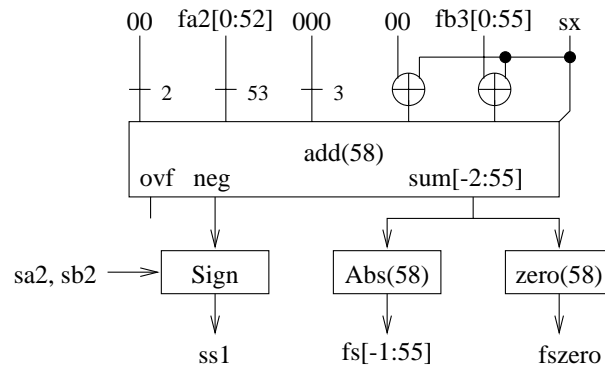 00 fa2[0:52] 000 00 fb3[0:55] sx
2 53 3
add(58)
ovf neg sum[-2:55]
sa2, sb2 Sign Abs(58) zero(58)
ss1 fs[-1:55] fszero